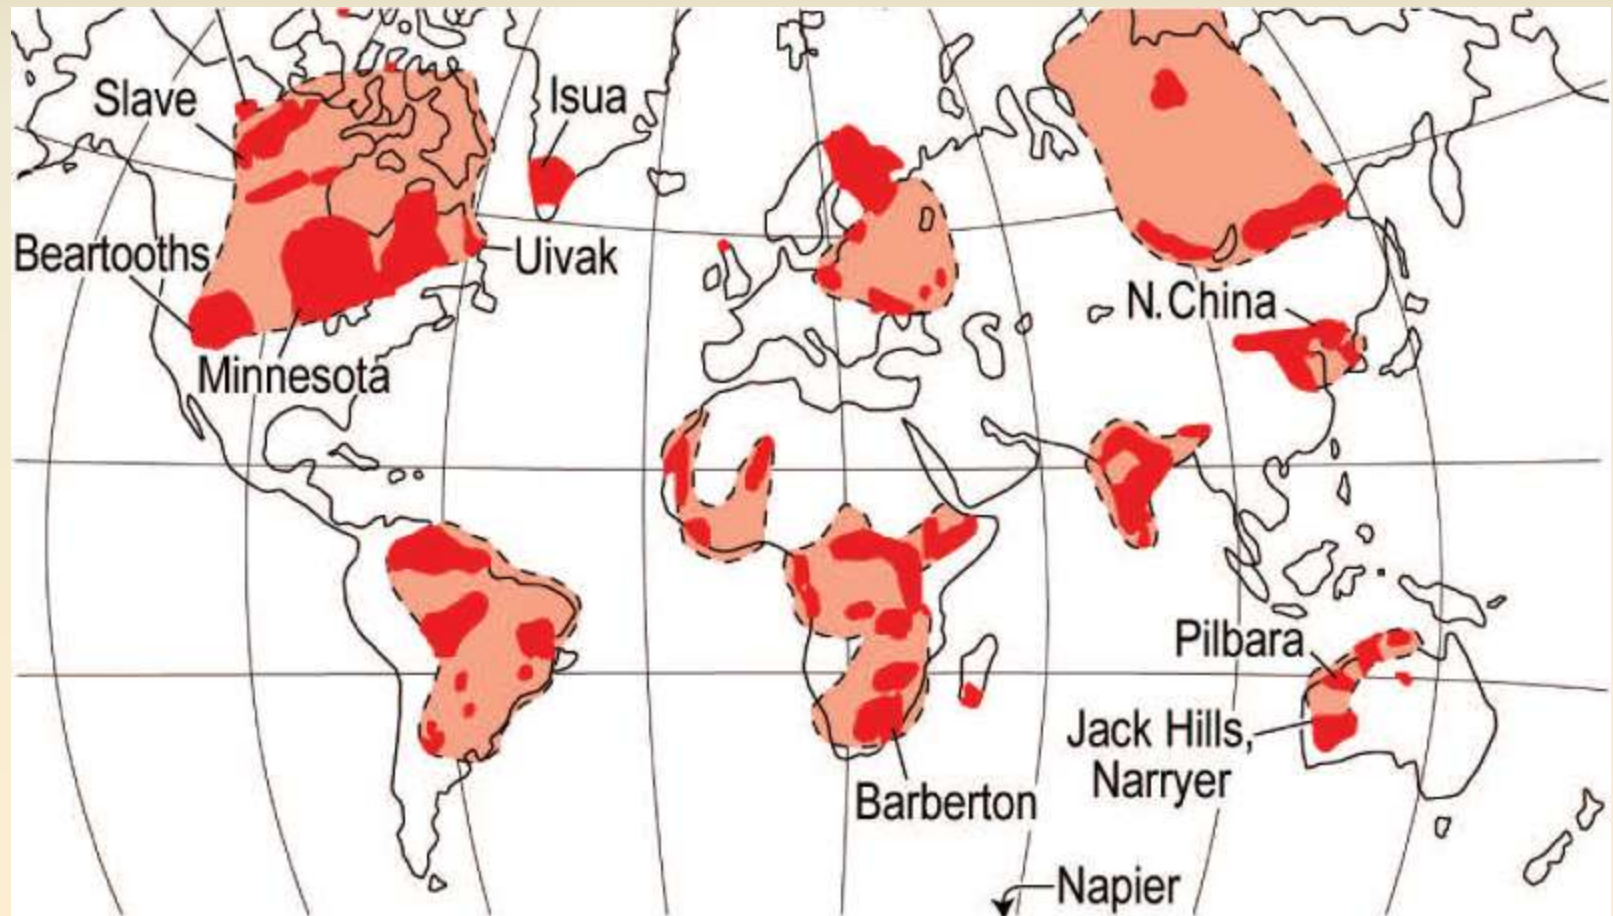 Slave
Isua
Beartooths
Uivak
N.China
Minnesota
Pilbara
Jack Hills,
Narryer
Barberton
Napier